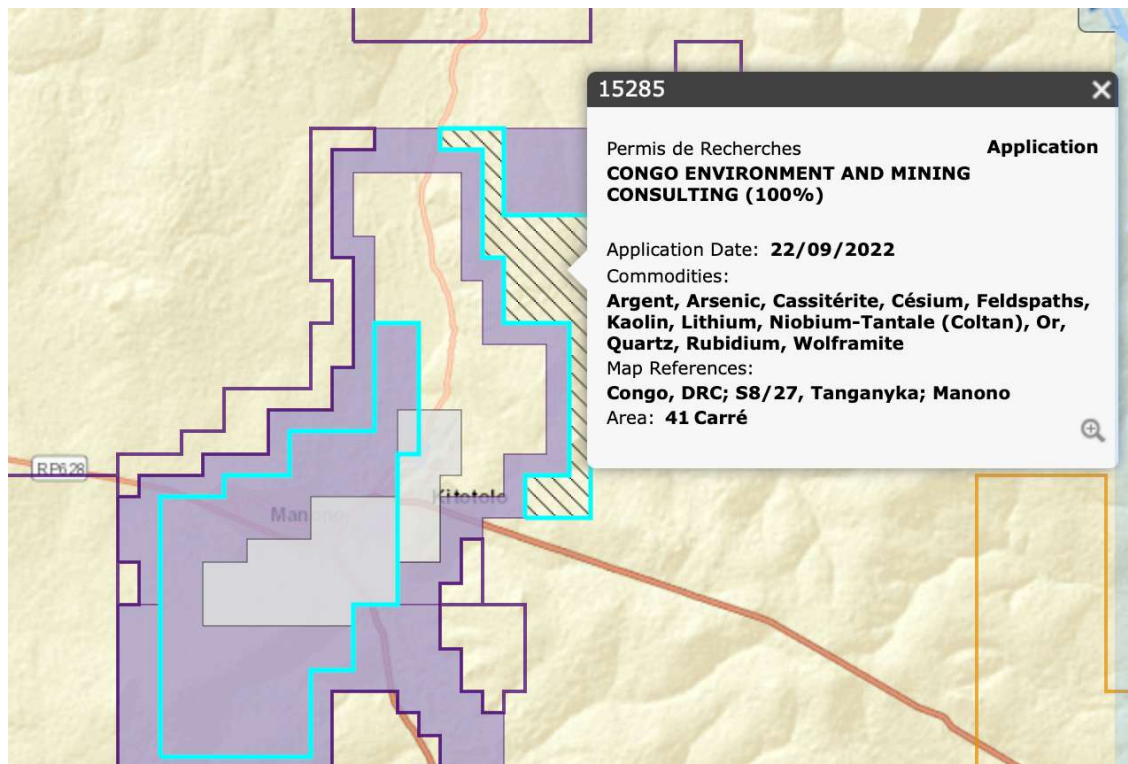 15285
Permis de Recherches
Application
CONGO ENVIRONMENT AND MINING
CONSULTING (100%)
Application Date: 22/09/2022
Commodities:
Argent, Arsenic, Cassitérite, Césium, Feldspaths,
Kaolin, Lithium, Niobium-Tantale (Coltan), Or,
Quartz, Rubidium, Wolframite
Map References:
Congo, DRC; S8/27, Tanganyika; Manono
Area: 41 Carré
RP628
Manono
Kitotolo